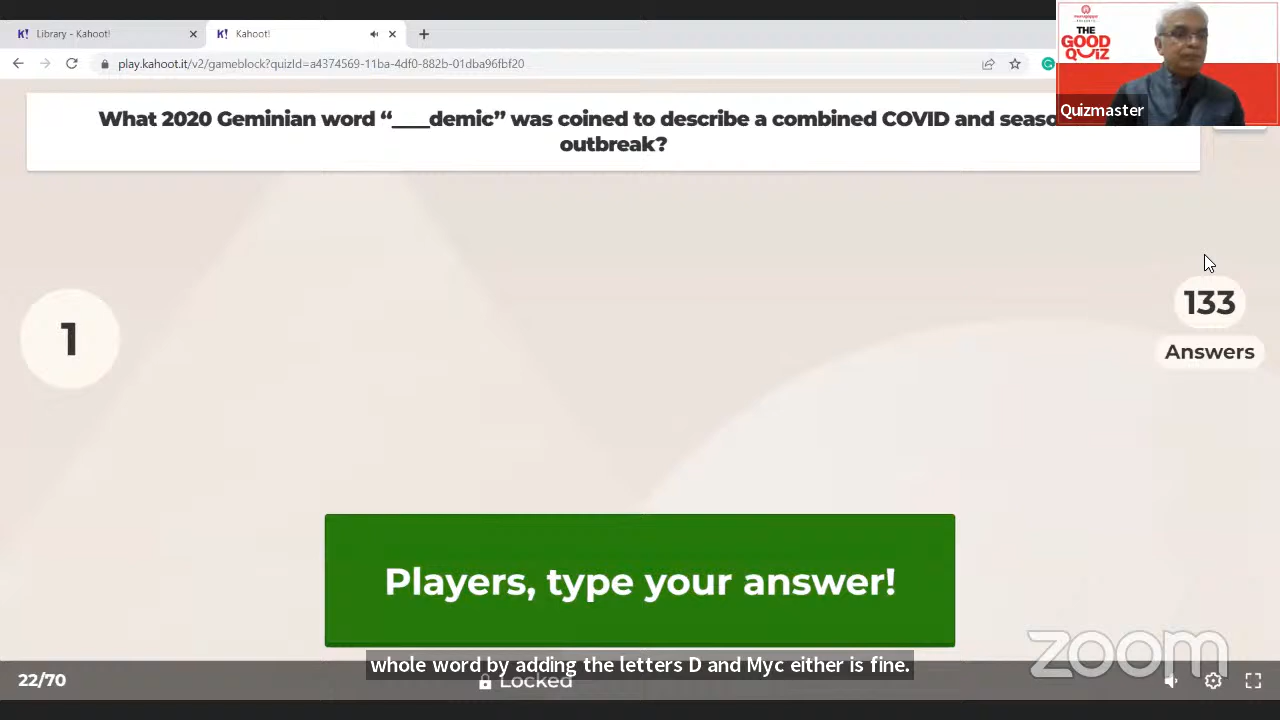 Library - Kahoot!
Kahoot!
play.kahoot.it/v2/gameblock?quizId=a4374569-11ba-4df0-882b-01dba96fbf20
THE
GOOD
QUIZ
Quizmaster
What 2020 Geminian word “____demic” was coined to describe a combined COVID and
outbreak?
1
133
Answers
Players, type your answer!
whole word by adding the letters D and Myc either is fine.
22/70
Locked
zoom